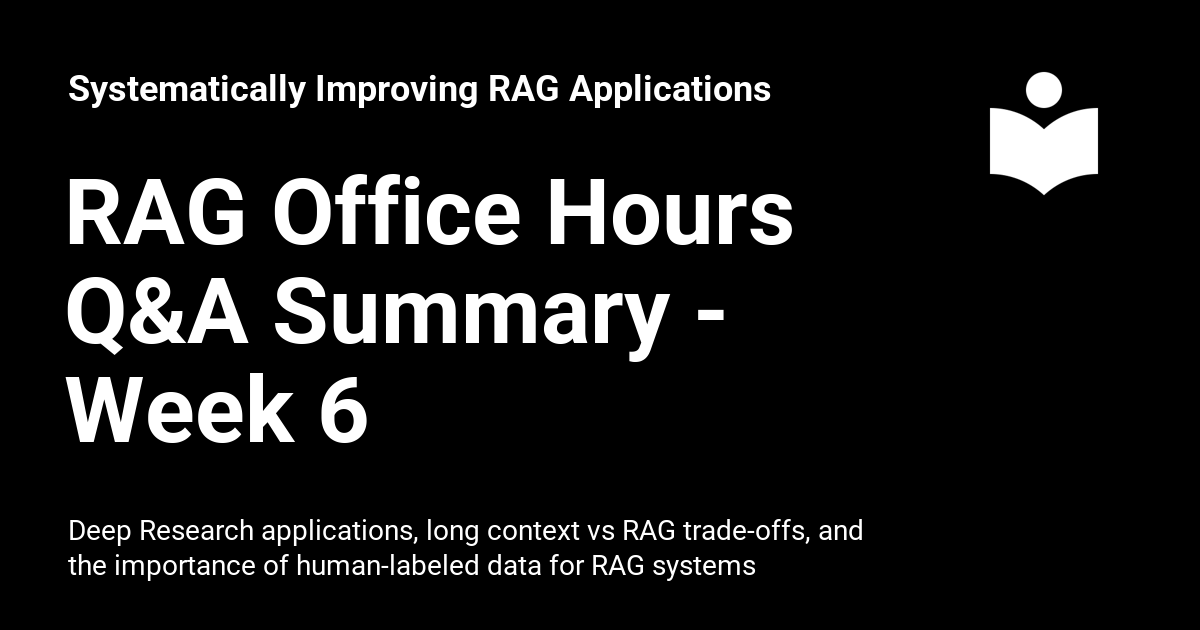 Systematically Improving RAG Applications
RAG Office Hours
Q&A Summary -
Week 6
Deep Research applications, long context vs RAG trade-offs, and
the importance of human-labeled data for RAG systems